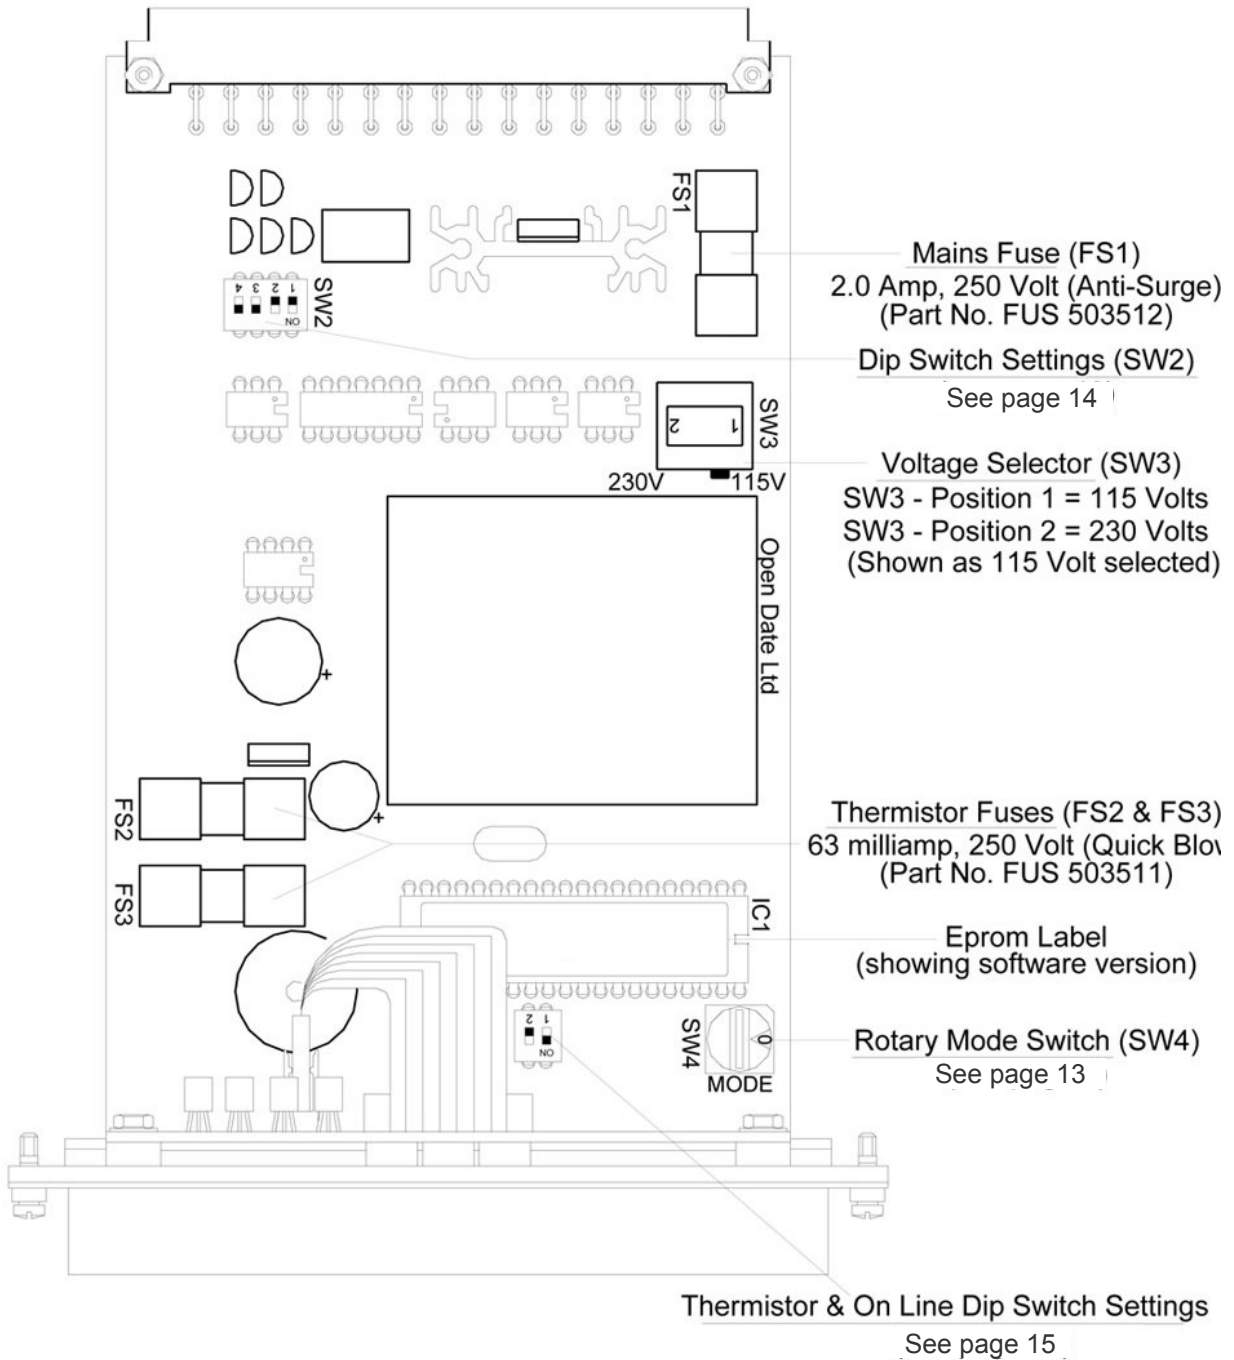 FS1
Mains Fuse (FS1)
2.0 Amp, 250 Volt (Anti-Surge)
(Part No. FUS 503512)
4 3 2 1
ON
SW2
Dip Switch Settings (SW2)
See page 14
2 1
SW3
230V 115V
Voltage Selector (SW3)
SW3 - Position 1 = 115 Volts
SW3 - Position 2 = 230 Volts
(Shown as 115 Volt selected)
Open Date Ltd
+
+
FS2
FS3
Thermistor Fuses (FS2 & FS3)
63 milliamp, 250 Volt (Quick Blo
(Part No. FUS 503511)
IC1
Eprom Label
(showing software version)
2 1
ON
SW4
0
MODE
Rotary Mode Switch (SW4)
See page 13
Thermistor & On Line Dip Switch Settings
See page 15